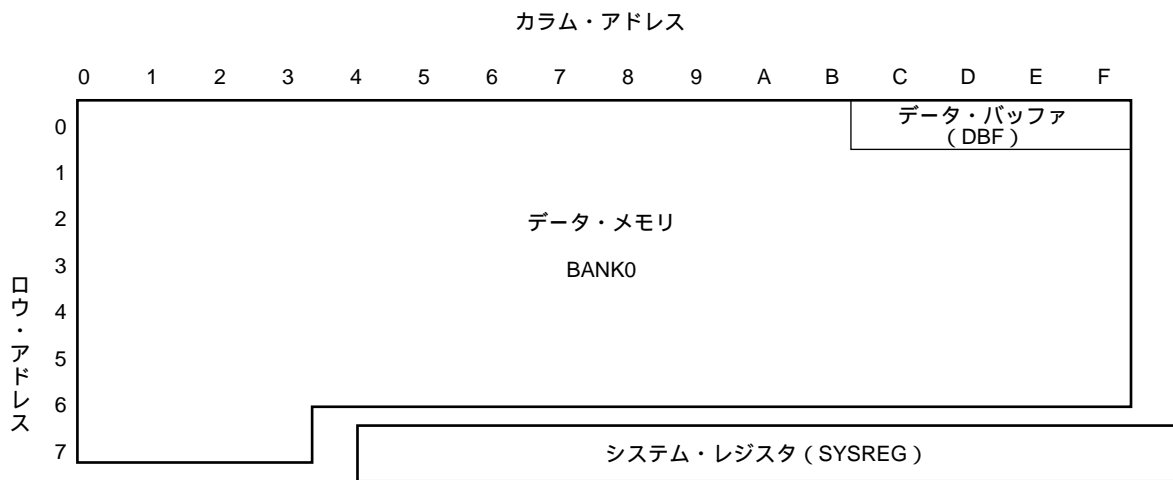 カラム・アドレス
0 1 2 3 4 5 6 7 8 9 A B C D E F
0
1
2
3
4
5
6
7
ロウ・アドレス
データ・バッファ
( DBF )
データ・メモリ
BANK0
システム・レジスタ ( SYSREG )